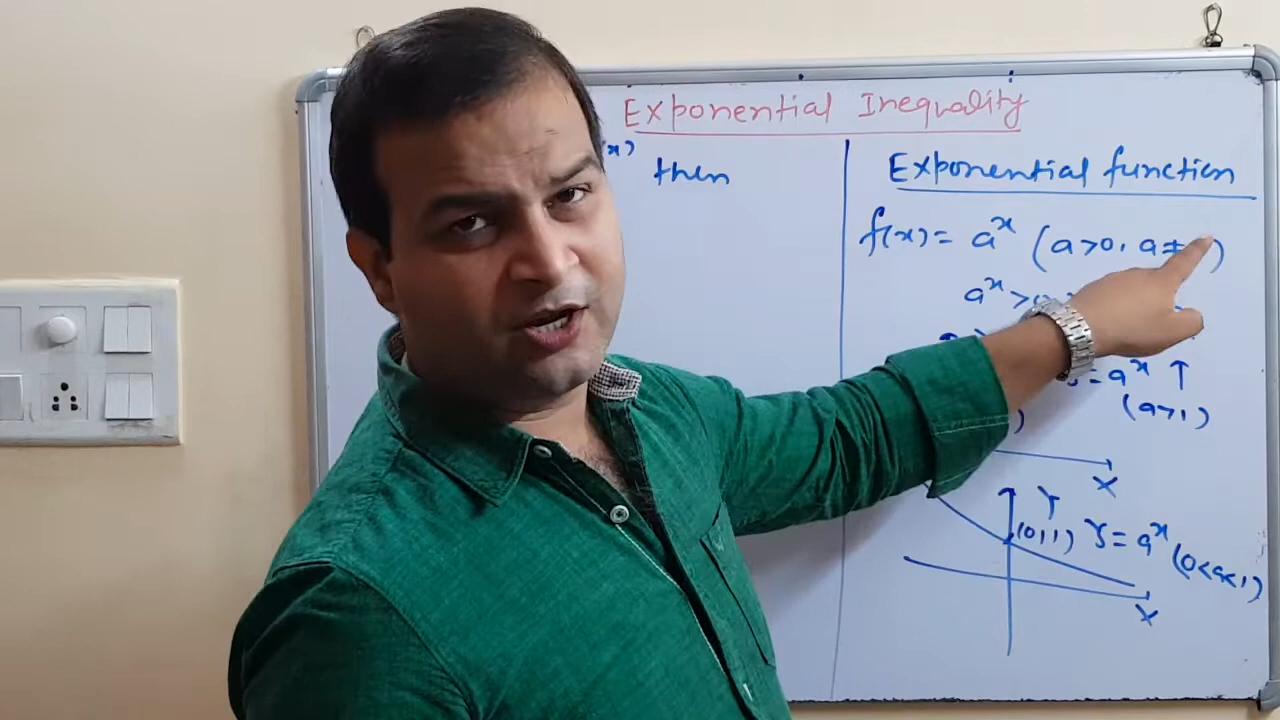 Exponential Inequality
(x) then
Exponential function
f(x) = a^x (a>0, a≠ )
a^x >
= a^x ↑
(a>1)
)
X
Y
(0,1) Y = a^x (0<a<1)
X